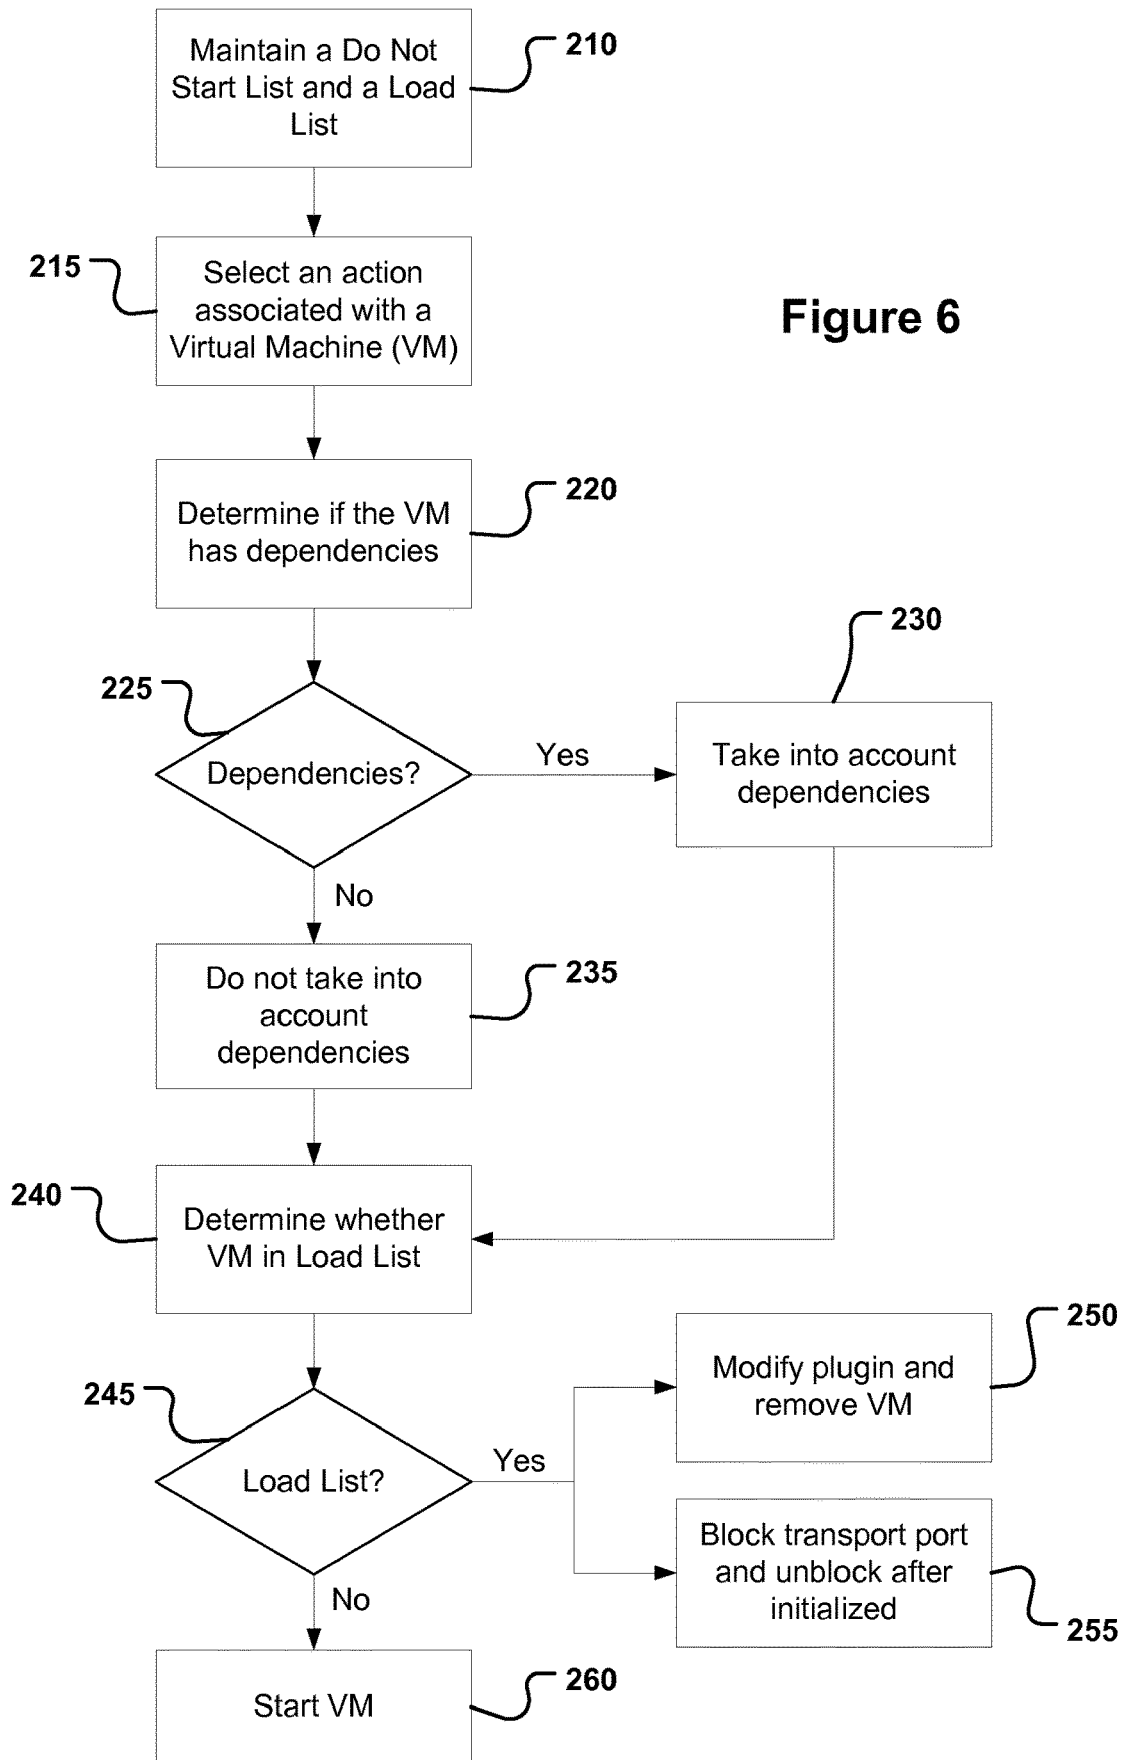 Maintain a Do Not
Start List and a Load
List
210
215
Select an action
associated with a
Virtual Machine (VM)
Figure 6
Determine if the VM
has dependencies
220
225
Dependencies?
Yes
230
Take into account
dependencies
No
Do not take into
account
dependencies
235
240
Determine whether
VM in Load List
245
Load List?
Yes
250
Modify plugin and
remove VM
Block transport port
and unblock after
initialized
255
No
Start VM
260